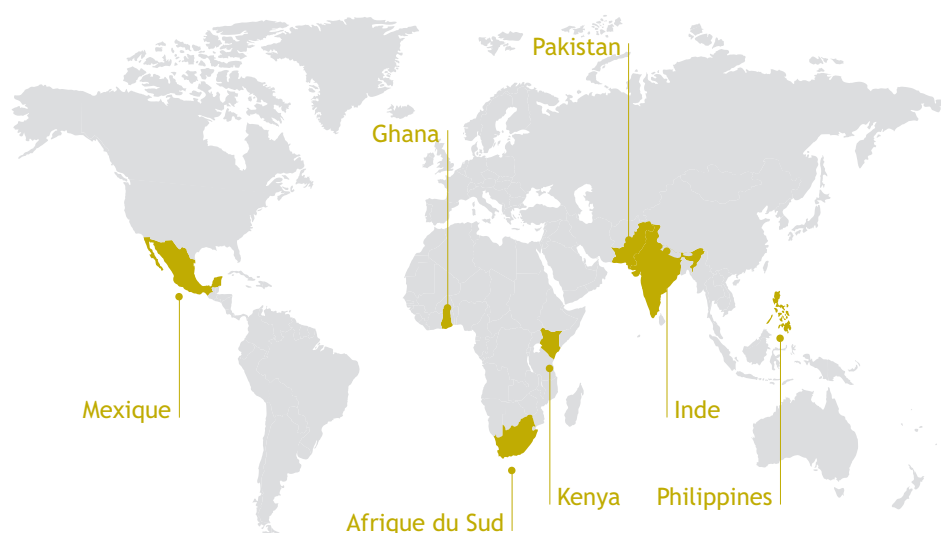 Pakistan
Ghana
Mexique
Inde
Kenya
Philippines
Afrique du Sud